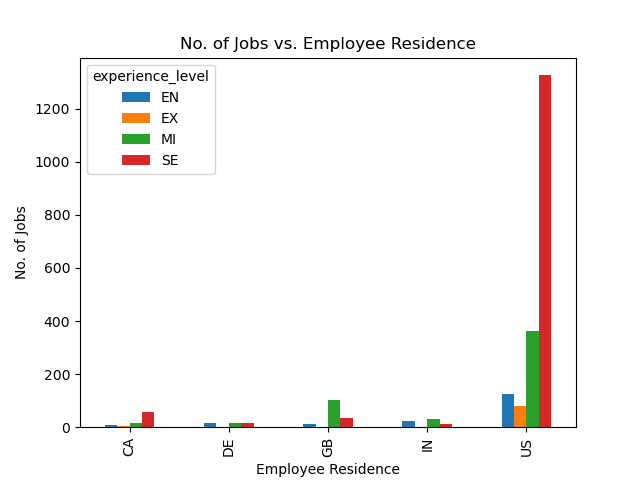 No. of Jobs vs. Employee Residence
experience_level
EN
EX
MI
SE
1200
1000
800
600
400
200
0
No. of Jobs
CA
DE
GB
IN
US
Employee Residence